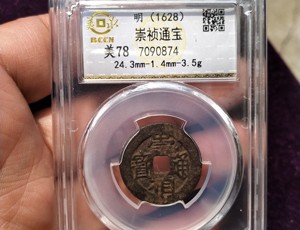 明（1628）
崇祯通宝
美78 7090874
24.3mm-1.4mm-3.5g
崇
通
禎
寶